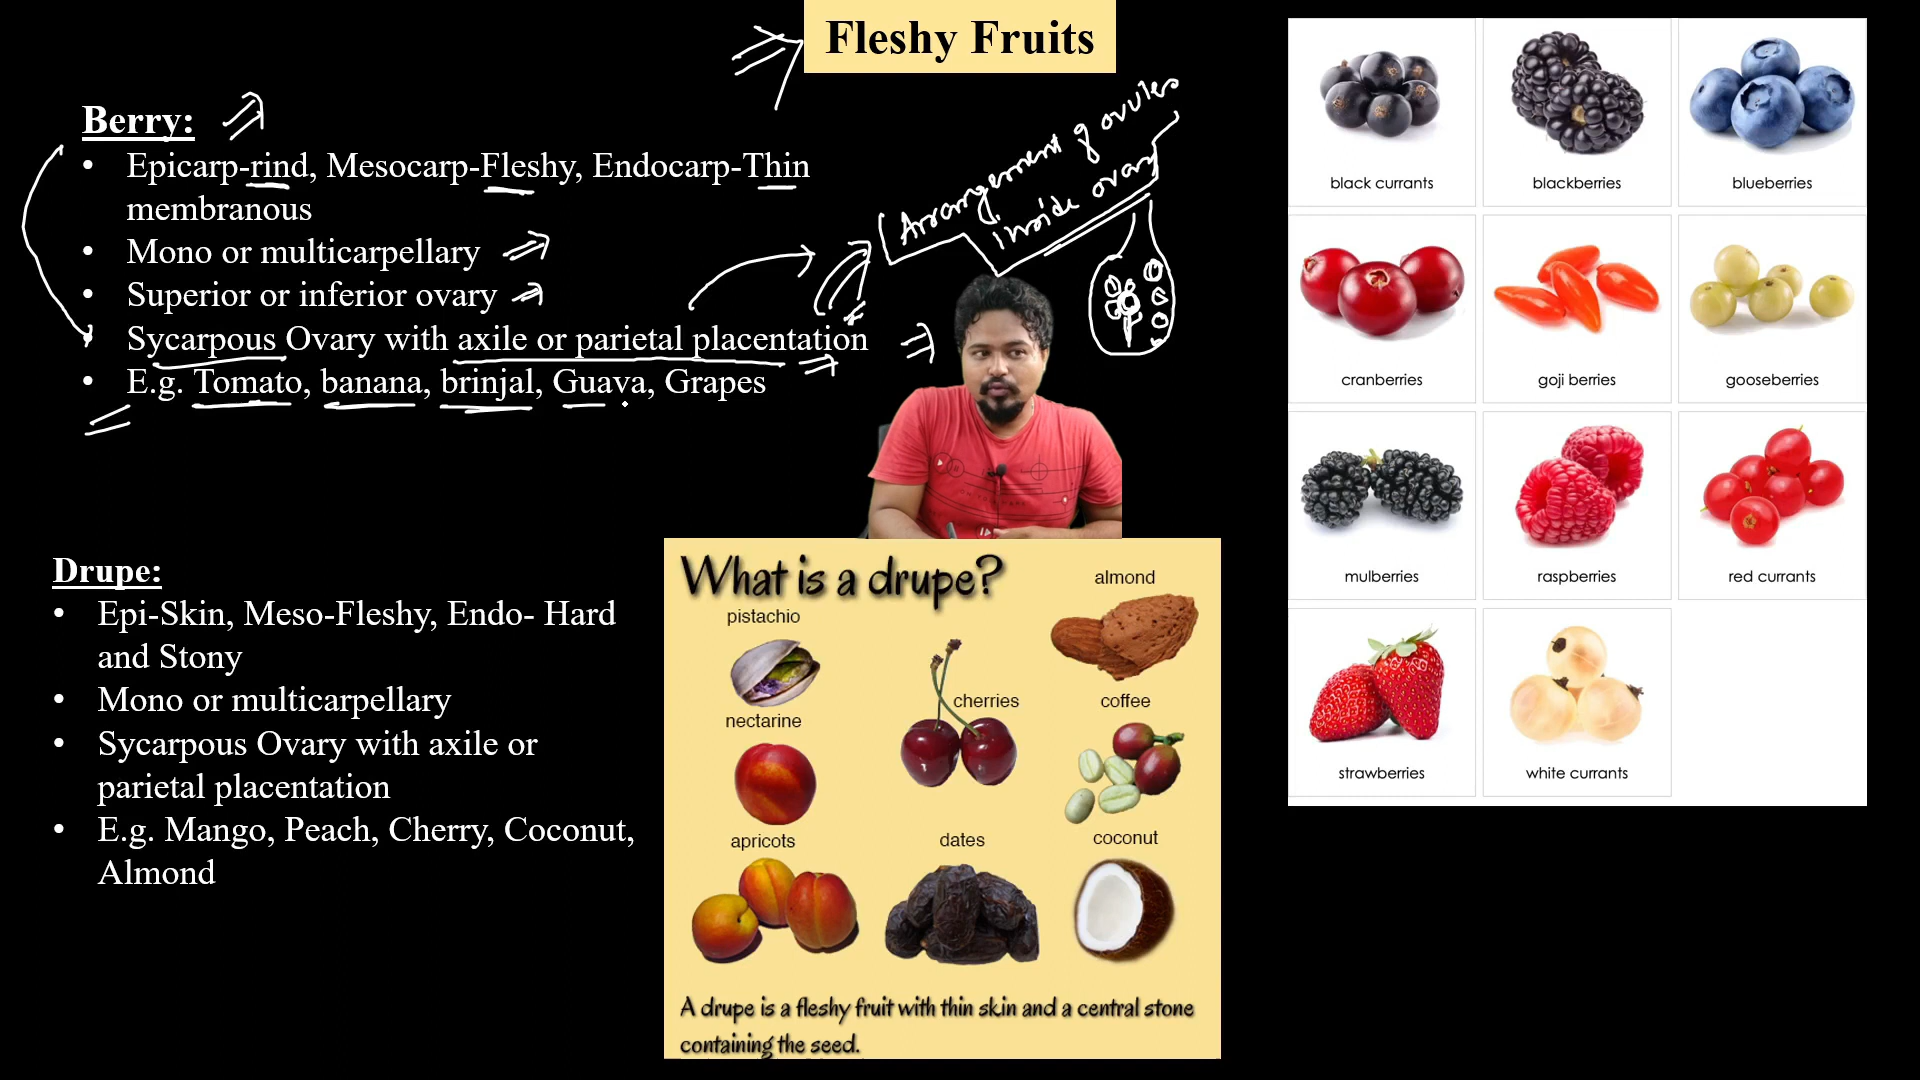 Fleshy Fruits
Berry:
• Epicarp-rind, Mesocarp-Fleshy, Endocarp-Thin
membranous
• Mono or multicarpellary
• Superior or inferior ovary
• Sycarpous Ovary with axile or parietal placentation
• E.g. Tomato, banana, brinjal, Guava, Grapes
Arrangement of ovules
inside ovary
Drupe:
• Epi-Skin, Meso-Fleshy, Endo- Hard
and Stony
• Mono or multicarpellary
• Sycarpous Ovary with axile or
parietal placentation
• E.g. Mango, Peach, Cherry, Coconut,
Almond
What is a drupe?
almond
pistachio
cherries
coffee
nectarine
apricots
dates
coconut
A drupe is a fleshy fruit with thin skin and a central stone
containing the seed.
black currants
blackberries
blueberries
cranberries
goji berries
gooseberries
mulberries
raspberries
red currants
strawberries
white currants